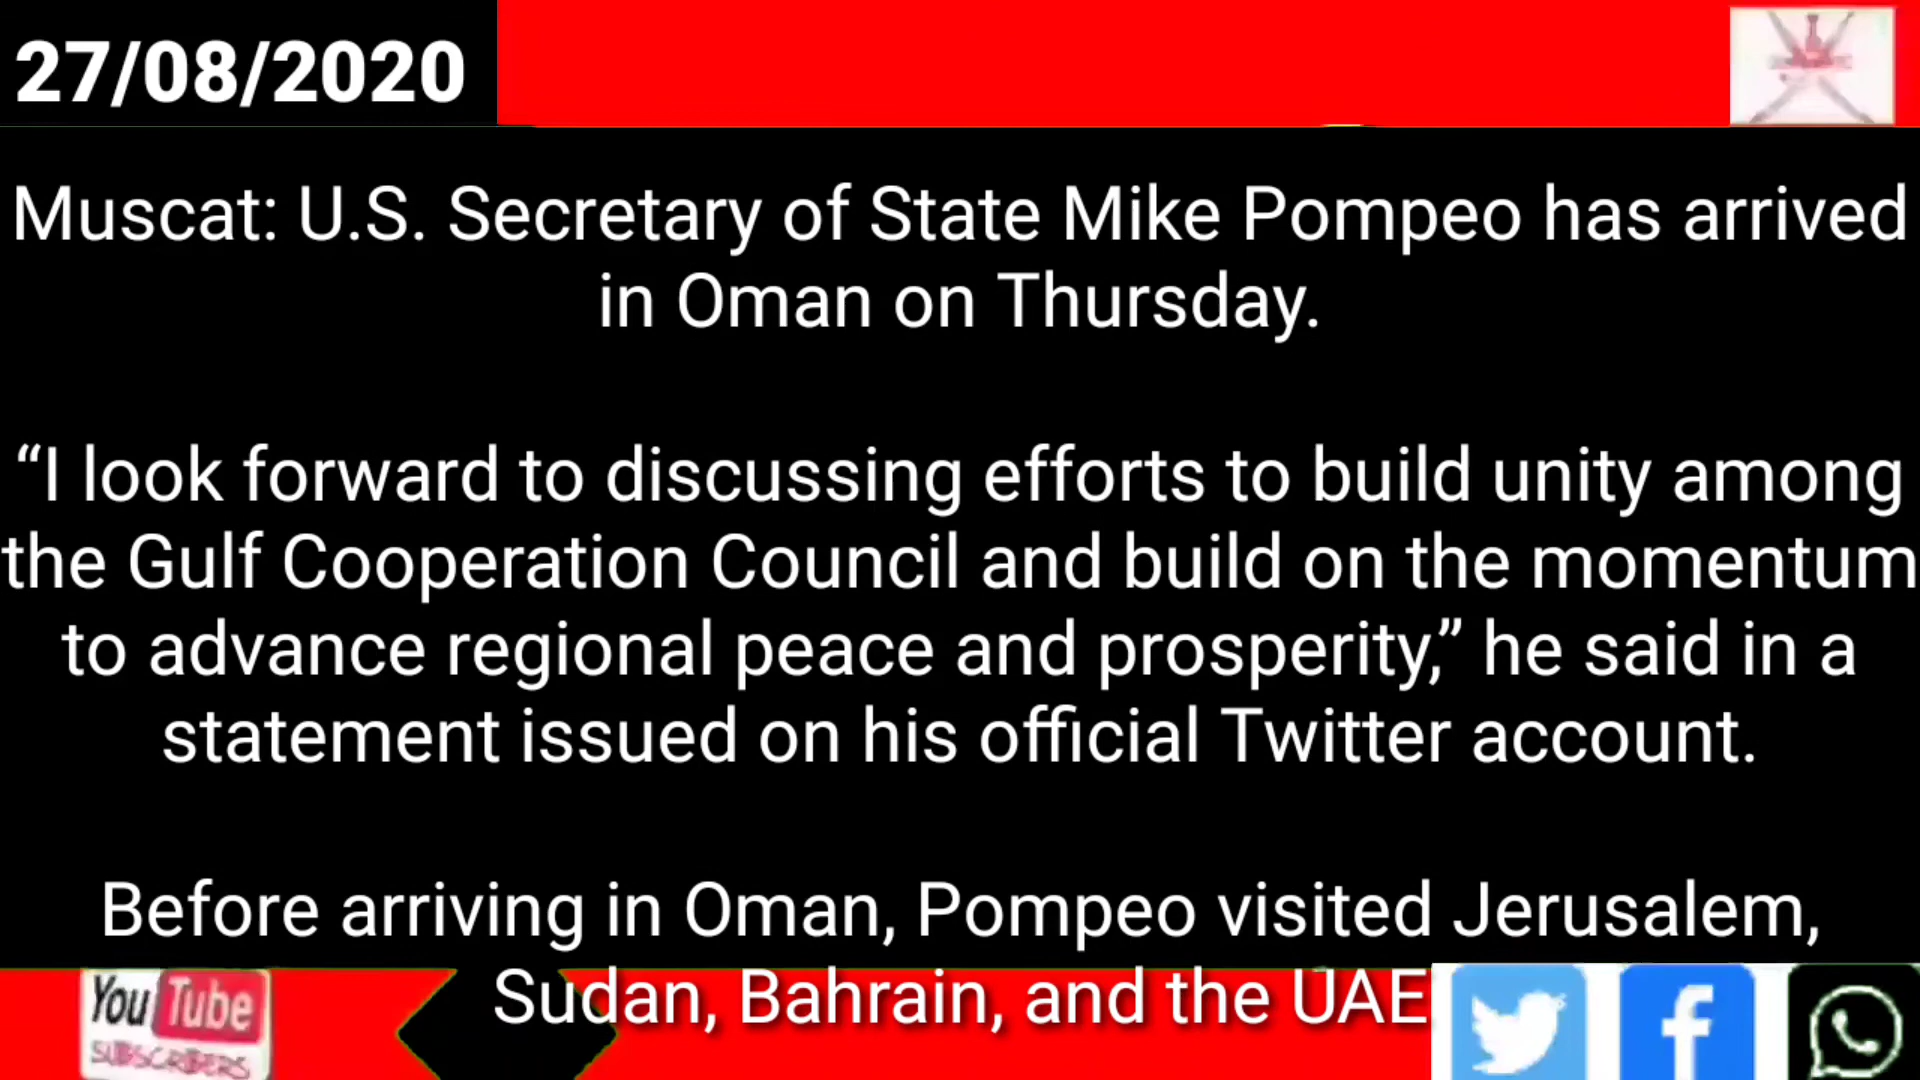 27/08/2020
Muscat: U.S. Secretary of State Mike Pompeo has arrived
in Oman on Thursday.
“I look forward to discussing efforts to build unity among
the Gulf Cooperation Council and build on the momentum
to advance regional peace and prosperity,” he said in a
statement issued on his official Twitter account.
Before arriving in Oman, Pompeo visited Jerusalem,
Sudan, Bahrain, and the UAE
You Tube
SUBSCRIBERS